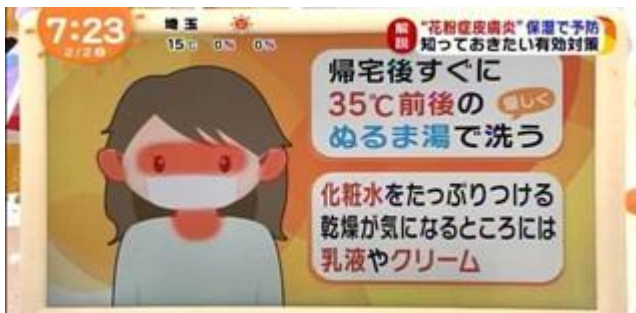 7:23
2/2
埼玉
15℃ 0% 0%
解説
"花粉症皮膚炎"保湿で予防
知っておきたい有効対策
帰宅後すぐに
35℃前後の
優しく
ぬるま湯で洗う
化粧水をたっぷりつける
乾燥が気になるところには
乳液やクリーム